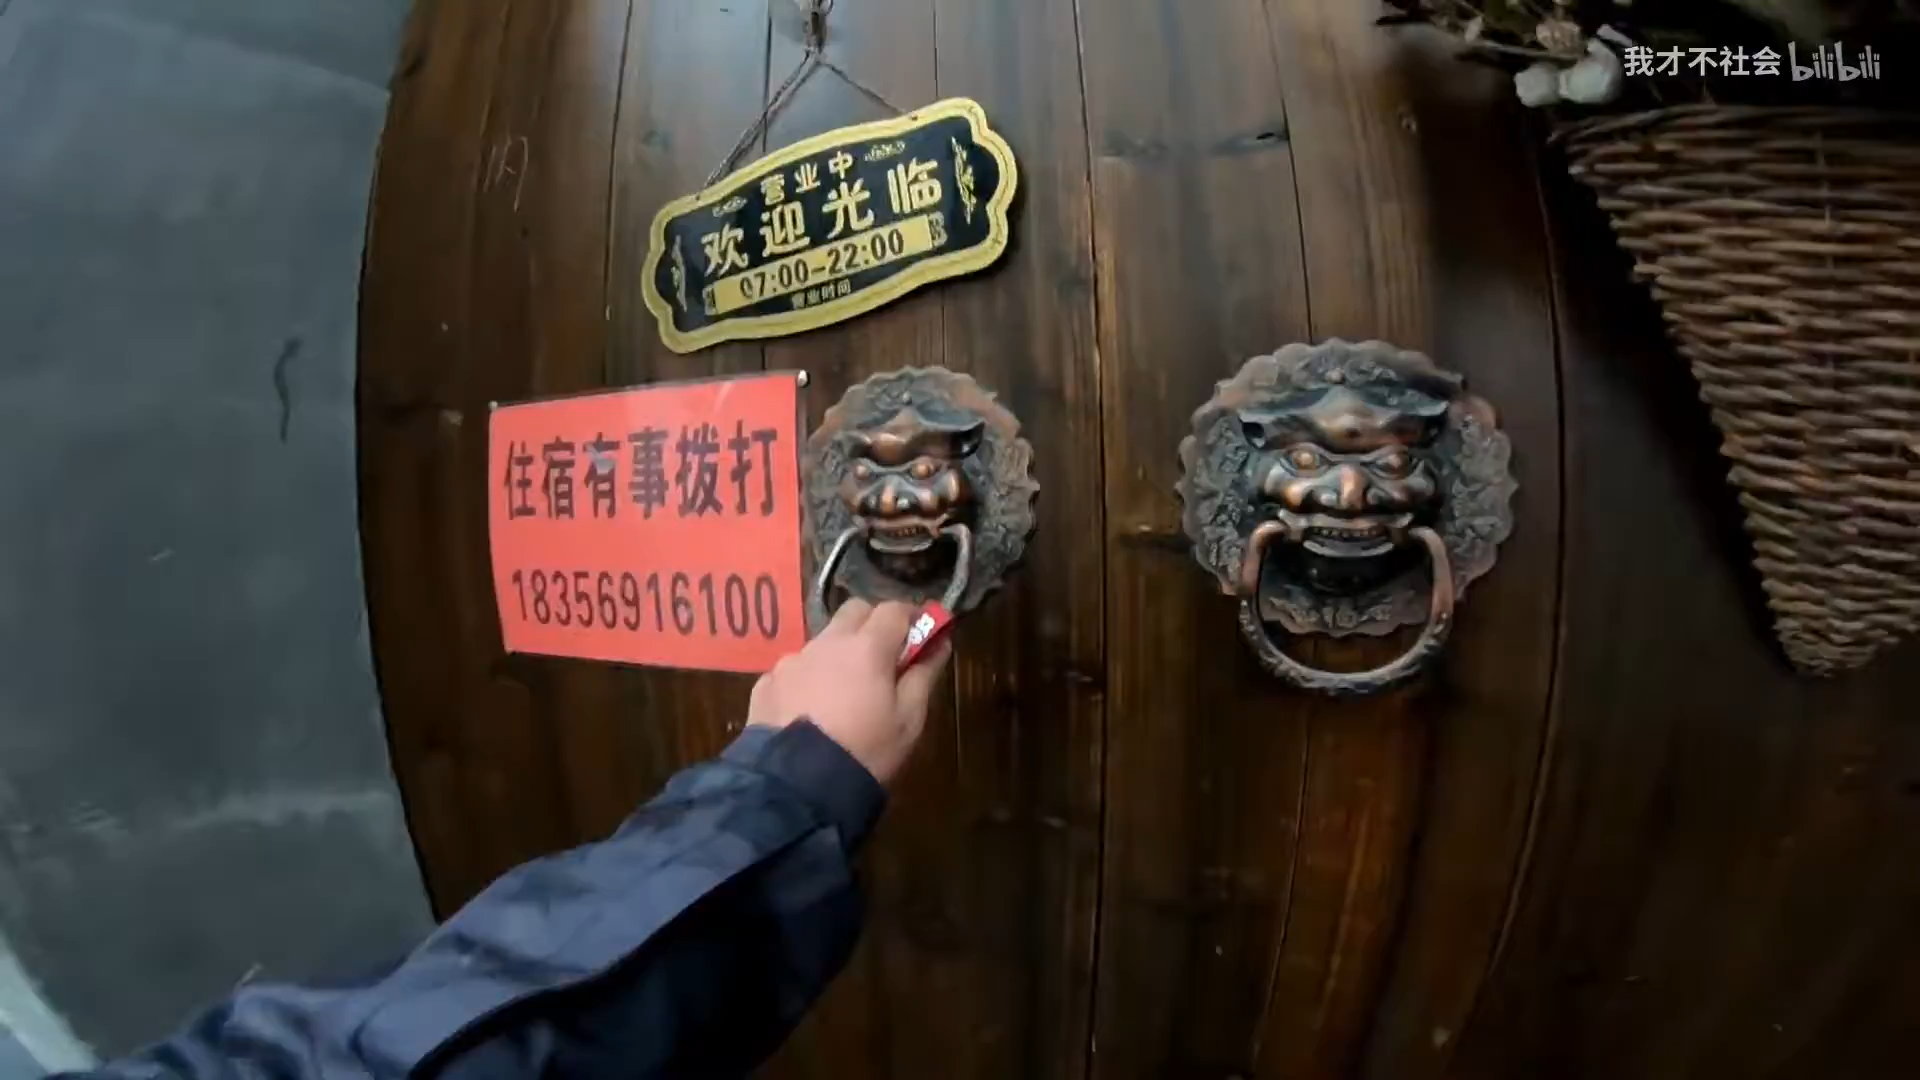 我才不社会 bilibili
营业中
欢迎光临
07:00-22:00
营业时间
住宿有事拨打
18356916100